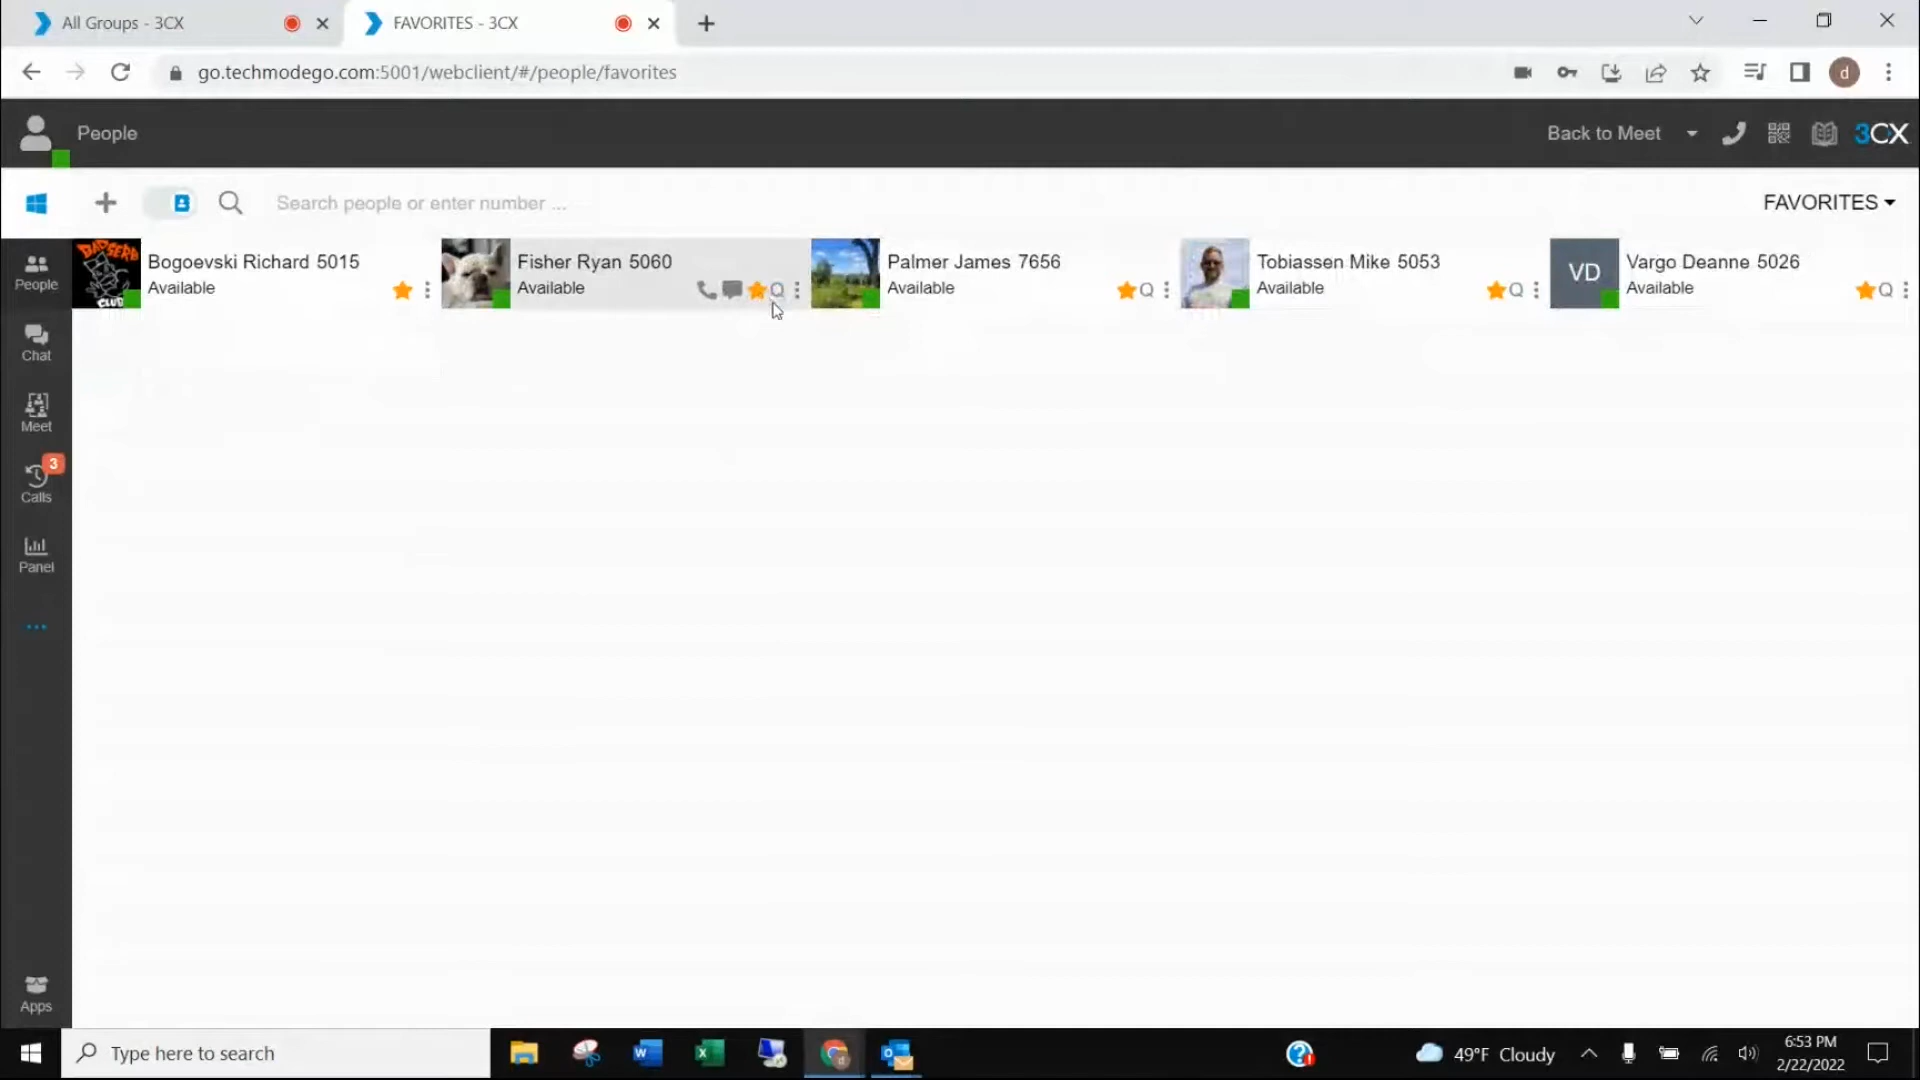 All Groups - 3CX
FAVORITES - 3CX
go.techmodego.com:5001/webclient/#/people/favorites
d
People
Back to Meet
3CX
Search people or enter number ...
FAVORITES
BADSERB
CLUB
Bogoevski Richard 5015
Available
Fisher Ryan 5060
Available
Q
Palmer James 7656
Available
Q
Tobiassen Mike 5053
Available
Q
VD
Vargo Deanne 5026
Available
Q
People
Chat
Meet
3
Calls
Panel
Apps
Type here to search
49°F Cloudy
6:53 PM
2/22/2022